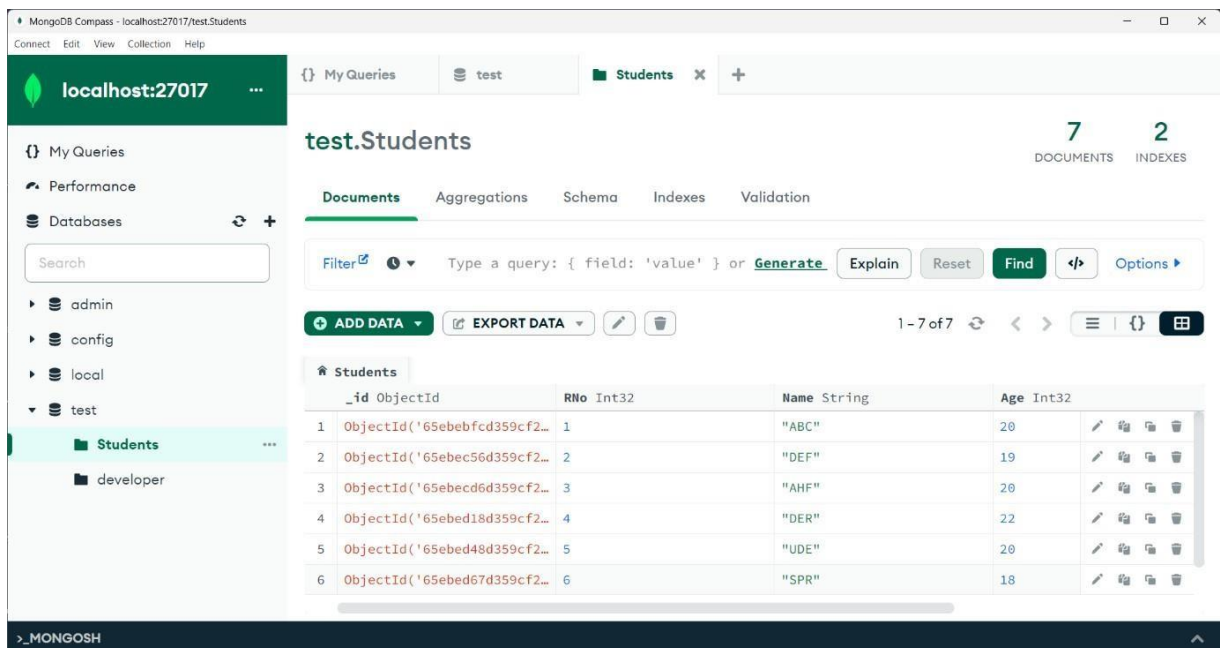 MongoDB Compass - localhost:27017/test.Students
Connect Edit View Collection Help
localhost:27017 ...
{} My Queries
Performance
Databases
Search
admin
config
local
test
Students
developer
{} My Queries test Students
test.Students
7 DOCUMENTS
2 INDEXES
Documents Aggregations Schema Indexes Validation
Filter Type a query: { field: 'value' } or Generate Explain Reset Find </> Options
ADD DATA EXPORT DATA 1 – 7 of 7 {}
Students
_id ObjectId RNo Int32 Name String Age Int32
1 ObjectId('65ebebfcd359cf2… 1 "ABC" 20
2 ObjectId('65ebec56d359cf2… 2 "DEF" 19
3 ObjectId('65ebecd6d359cf2… 3 "AHF" 20
4 ObjectId('65ebed18d359cf2… 4 "DER" 22
5 ObjectId('65ebed48d359cf2… 5 "UDE" 20
6 ObjectId('65ebed67d359cf2… 6 "SPR" 18
>_MONGOSH